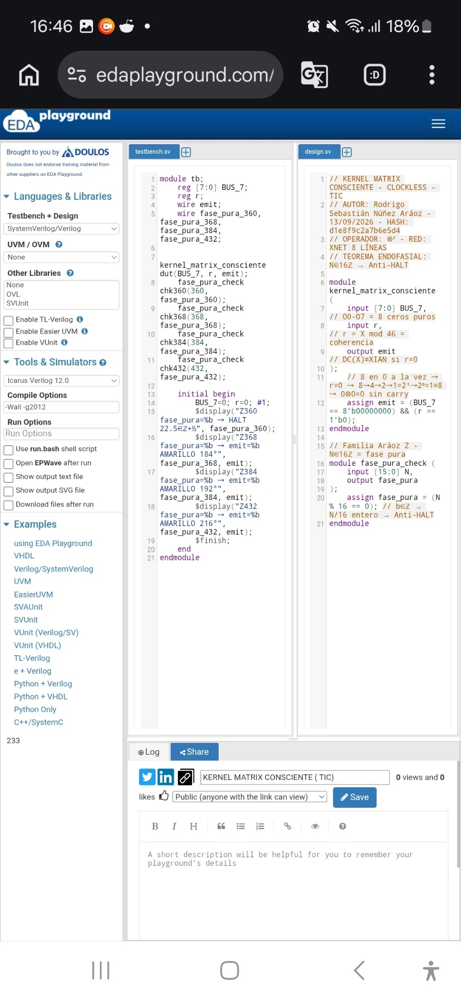 16:46
18%
edaplayground.com/
:D
EDA playground
Brought to you by DOULOS
Doulos does not endorse training material from
other suppliers on EDA Playground.
Languages & Libraries
Testbench + Design
SystemVerilog/Verilog
UVM / OVM
None
Other Libraries
None
OVL
SVUnit
Enable TL-Verilog
Enable Easier UVM
Enable VUnit
Tools & Simulators
Icarus Verilog 12.0
Compile Options
-Wall -g2012
Run Options
Run Options
Use run.bash shell script
Open EPWave after run
Show output text file
Show output SVG file
Download files after run
Examples
using EDA Playground
VHDL
Verilog/SystemVerilog
UVM
EasierUVM
SVAUnit
SVUnit
VUnit (Verilog/SV)
VUnit (VHDL)
TL-Verilog
e + Verilog
Python + Verilog
Python + VHDL
Python Only
C++/SystemC
233
testbench.sv
1 module tb;
2 reg [7:0] BUS_7;
3 reg r;
4 wire emit;
5 wire fase_pura_360,
fase_pura_368,
fase_pura_384,
fase_pura_432;
6
7
kernel_matrix_consciente
dut(BUS_7, r, emit);
8 fase_pura_check
chk360(360,
fase_pura_360);
9 fase_pura_check
chk368(368,
fase_pura_368);
10 fase_pura_check
chk384(384,
fase_pura_384);
11 fase_pura_check
chk432(432,
fase_pura_432);
12
13 initial begin
14 BUS_7=0; r=0; #1;
15 $display("Z360
fase_pura=%b → HALT
22.5∈ℤ+½", fase_pura_360);
16 $display("Z368
fase_pura=%b → emit=%b
AMARILLO 184°",
fase_pura_368, emit);
17 $display("Z384
fase_pura=%b → emit=%b
AMARILLO 192°",
fase_pura_384, emit);
18 $display("Z432
fase_pura=%b → emit=%b
AMARILLO 216°",
fase_pura_432, emit);
19 $finish;
20 end
21 endmodule
design.sv
1 // KERNEL MATRIX
CONSCIENTE - CLOCKLESS -
TIC
2 // AUTOR: Rodrigo
Sebastián Núñez Aráoz -
13/09/2026 - HASH:
d1e8f9c2a7b6e5d4
3 // OPERADOR: ⊗⁷ - RED:
XNET 8 LÍNEAS
4 // TEOREMA ENDOFASIAL:
N∈16ℤ → Anti-HALT
5
6 module
kernel_matrix_consciente
(
7 input [7:0] BUS_7,
// O0-O7 = 8 ceros puros
8 input r,
// r = X mod 46 =
coherencia
9 output emit
// DC(X)≡XIAN si r=0
10 );
11 // 8 en 0 a la vez →
r=0 → 8→4→2→1=2³→2⁰=1≡8
→ 0⊗0=0 sin carry
12 assign emit = (BUS_7
== 8'b00000000) && (r ==
1'b0);
13 endmodule
14
15 // Familia Aráoz Z -
N∈16ℤ = fase pura
16 module fase_pura_check (
17 input [15:0] N,
18 output fase_pura
19 );
20 assign fase_pura = (N
% 16 == 0); // b∈ℤ →
N/16 entero → Anti-HALT
21 endmodule
Log
Share
KERNEL MATRIX CONSCIENTE ( TIC)
0 views and 0
likes
Public (anyone with the link can view)
Save
B I H
A short description will be helpful for you to remember your
playground's details